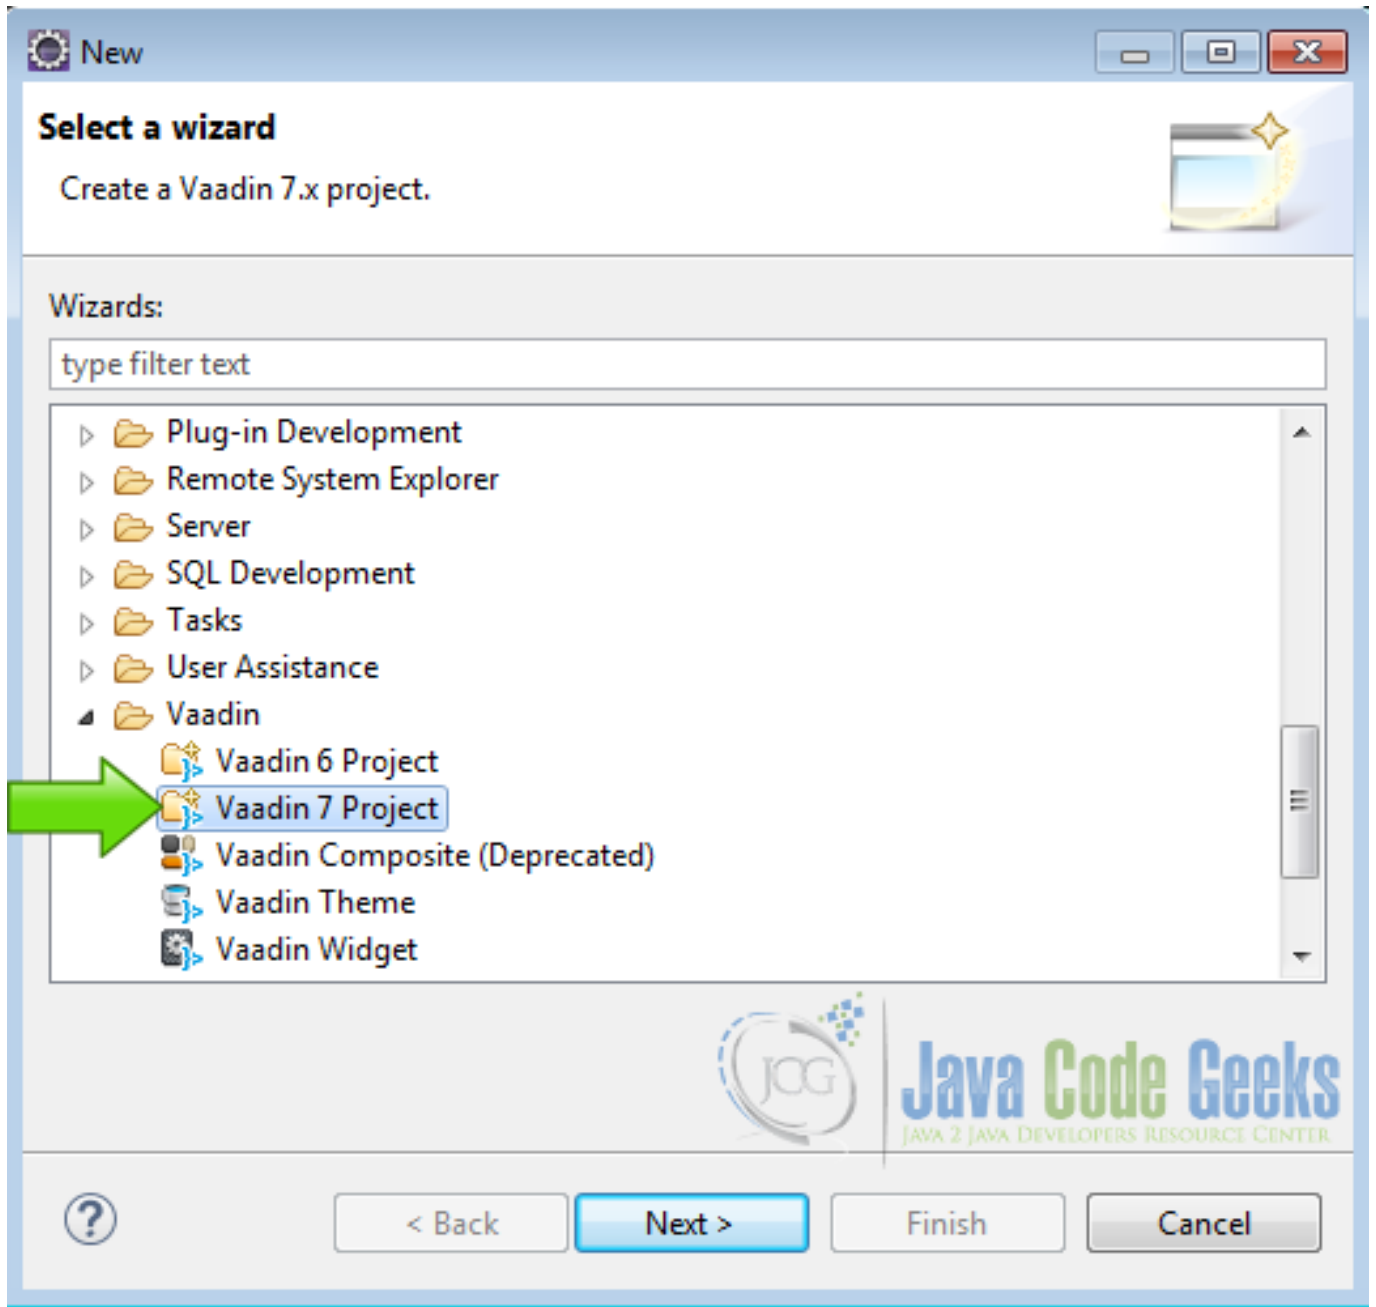 New
Select a wizard
Create a Vaadin 7.x project.
Wizards:
type filter text
Plug-in Development
Remote System Explorer
Server
SQL Development
Tasks
User Assistance
Vaadin
Vaadin 6 Project
Vaadin 7 Project
Vaadin Composite (Deprecated)
Vaadin Theme
Vaadin Widget
JCG
Java Code Geeks
JAVA 2 JAVA DEVELOPERS RESOURCE CENTER
? < Back Next > Finish Cancel